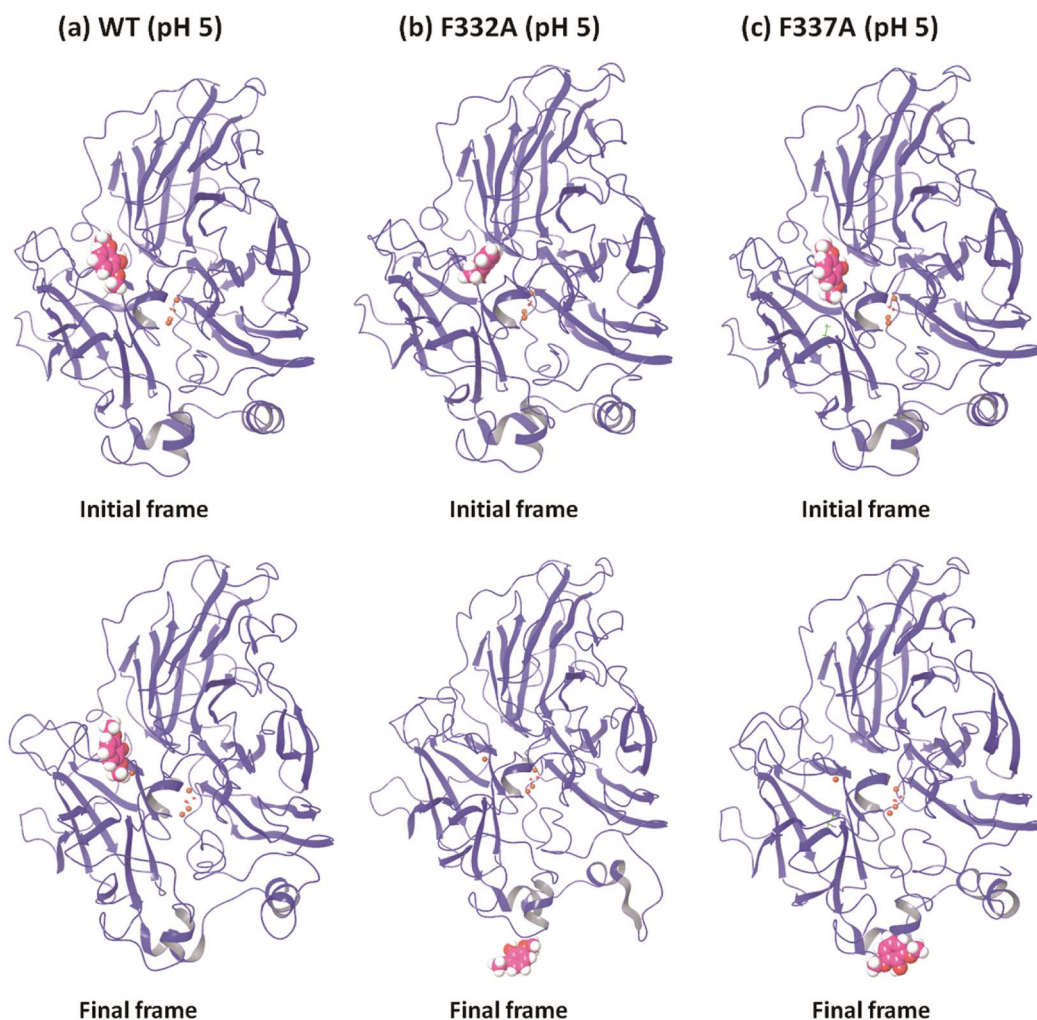 (a) WT (pH 5)
(b) F332A (pH 5)
(c) F337A (pH 5)
Initial frame
Initial frame
Initial frame
Final frame
Final frame
Final frame